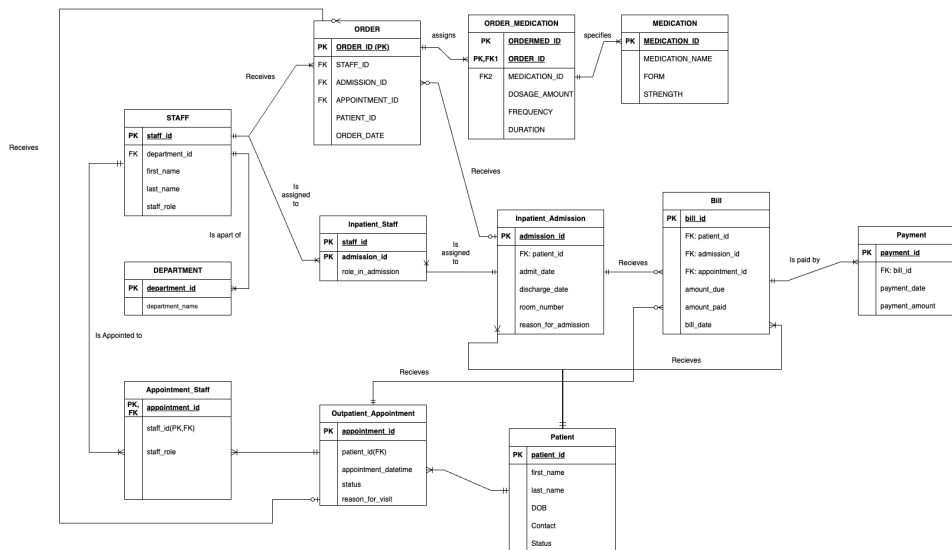 ORDER
PK ORDER_ID (PK)
FK STAFF_ID
FK ADMISSION_ID
FK APPOINTMENT_ID
PATIENT_ID
ORDER_DATE
assigns
ORDER_MEDICATION
PK ORDERMED_ID
PK,FK1 ORDER_ID
FK2 MEDICATION_ID
DOSAGE_AMOUNT
FREQUENCY
DURATION
specifies
MEDICATION
PK MEDICATION_ID
MEDICATION_NAME
FORM
STRENGTH
Receives
Receives
STAFF
PK staff_id
FK department_id
first_name
last_name
staff_role
Is
assigned
to
Is apart of
Receives
Inpatient_Staff
PK staff_id
PK admission_id
role_in_admission
Is
assigned
to
Inpatient_Admission
PK admission_id
FK: patient_id
admit_date
discharge_date
room_number
reason_for_admission
Recieves
Bill
PK bill_id
FK: patient_id
FK: admission_id
FK: appointment_id
amount_due
amount_paid
bill_date
Is paid by
Payment
PK payment_id
FK: bill_id
payment_date
payment_amount
DEPARTMENT
PK department_id
department_name
Is Appointed to
Recieves
Recieves
Appointment_Staff
PK,
FK appointment_id
staff_id(PK,FK)
staff_role
Outpatient_Appointment
PK appointment_id
patient_id(FK)
appointment_datetime
status
reason_for_visit
Patient
PK patient_id
first_name
last_name
DOB
Contact
Status